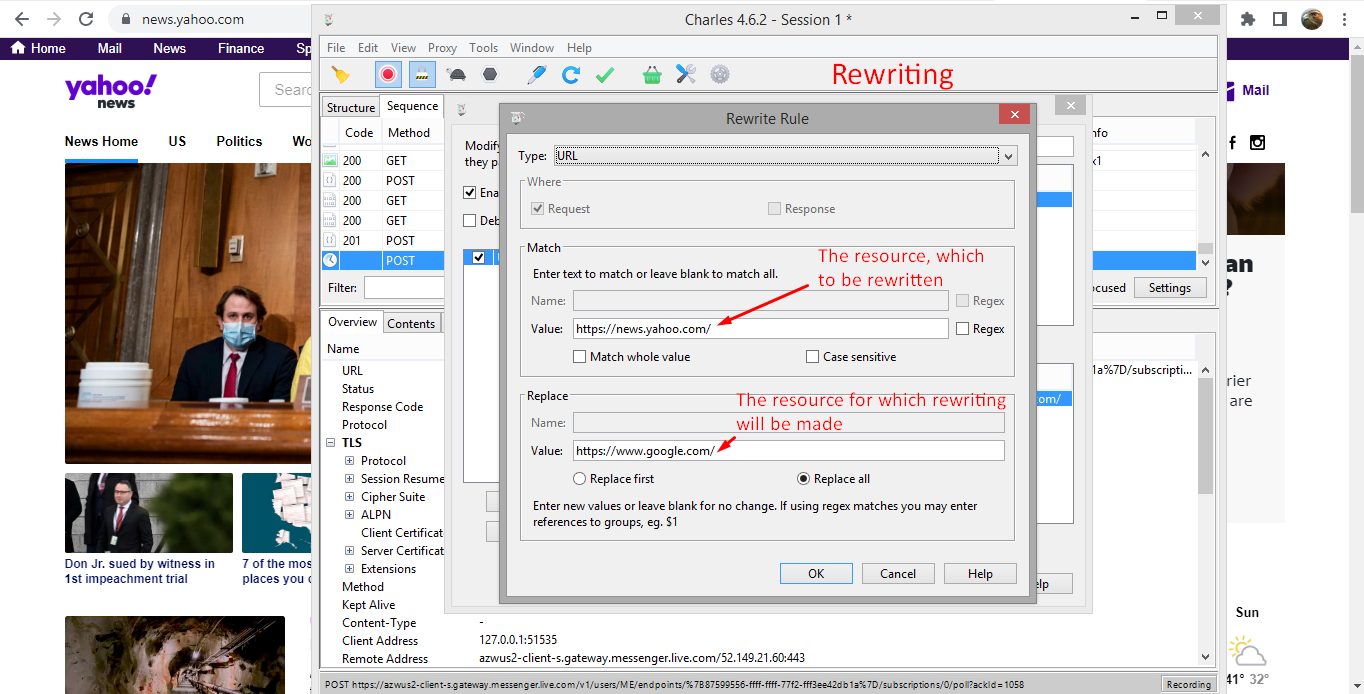 news.yahoo.com
Home Mail News Finance Sp
yahoo!
news
Sear
Mail
News Home US Politics Wo
Don Jr. sued by witness in
1st impeachment trial
7 of the mos
places you c
an
?
rier
are
Sun
41° 32°
Charles 4.6.2 - Session 1 *
File Edit View Proxy Tools Window Help
Rewriting
Structure Sequence
Code Method
nfo
200 GET
x1
200 POST
200 GET
200 GET
201 POST
POST
Filter:
ocused Settings
Overview Contents
Name
URL
1a%7D/subscripti...
Status
Response Code
Protocol
TLS
Protocol
Session Resume
Cipher Suite
ALPN
Client Certificat
Server Certificat
Extensions
Method
Kept Alive
Content-Type -
Client Address 127.0.0.1:51535
Remote Address azwus2-client-s.gateway.messenger.live.com/52.149.21.60:443
POST https://azwus2-client-s.gateway.messenger.live.com/v1/users/ME/endpoints/%7B87599556-ffff-ffff-77f2-fff3ee42db1a%7D/subscriptions/0/poll?ackId=1058
Recording
Modify
they p
Ena
Deb
com/
elp
Rewrite Rule
Type: URL
Where
Request Response
Match
Enter text to match or leave blank to match all.
The resource, which
to be rewritten
Name: Regex
Value: https://news.yahoo.com/ Regex
Match whole value Case sensitive
Replace
The resource for which rewriting
will be made
Name:
Value: https://www.google.com/
Replace first Replace all
Enter new values or leave blank for no change. If using regex matches you may enter
references to groups, eg. $1
OK Cancel Help